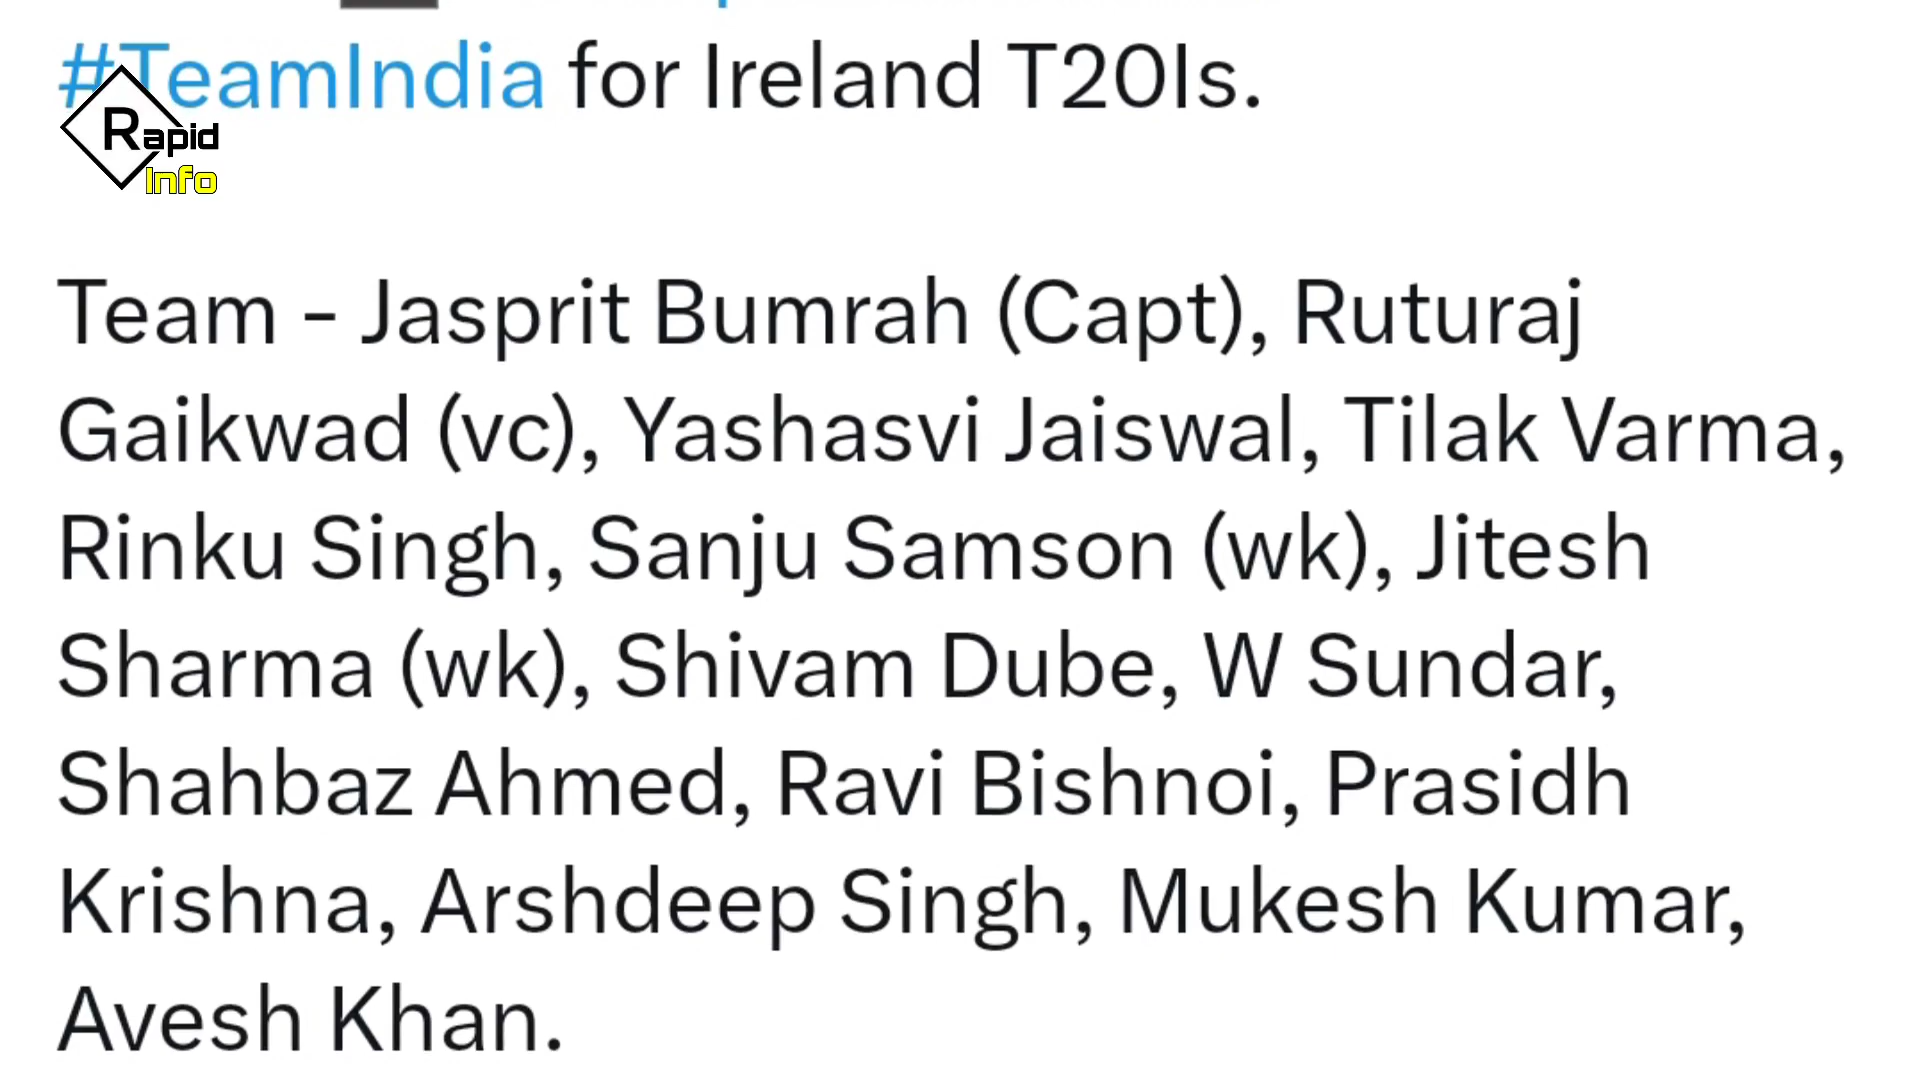 #TeamIndia for Ireland T20Is.
Rapid
Info
Team - Jasprit Bumrah (Capt), Ruturaj
Gaikwad (vc), Yashasvi Jaiswal, Tilak Varma,
Rinku Singh, Sanju Samson (wk), Jitesh
Sharma (wk), Shivam Dube, W Sundar,
Shahbaz Ahmed, Ravi Bishnoi, Prasidh
Krishna, Arshdeep Singh, Mukesh Kumar,
Avesh Khan.